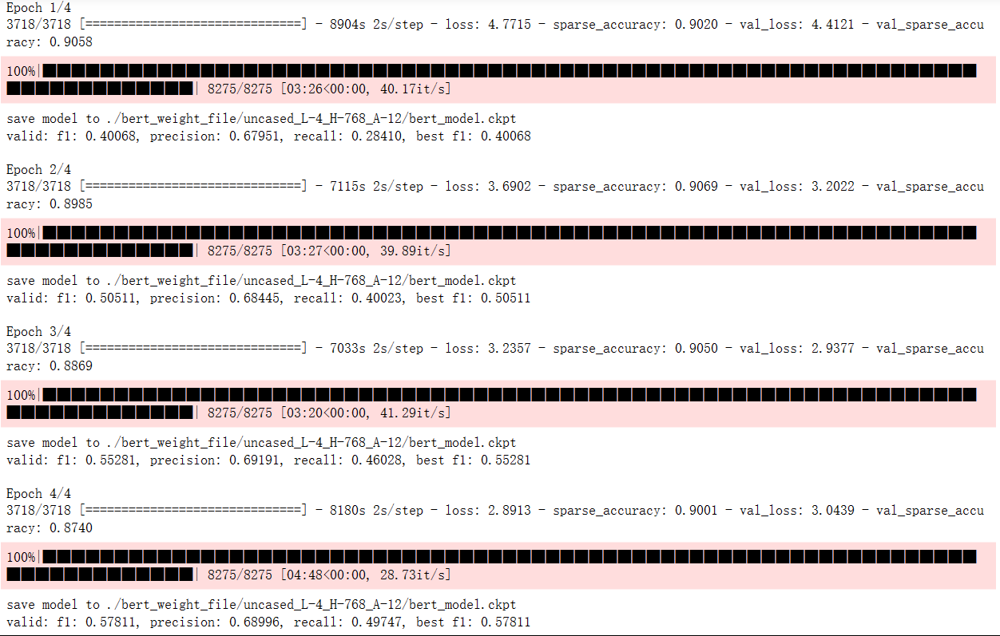 Epoch 1/4
3718/3718 [==============================] - 8904s 2s/step - loss: 4.7715 - sparse_accuracy: 0.9020 - val_loss: 4.4121 - val_sparse_accu
racy: 0.9058
100%|
| 8275/8275 [03:26<00:00, 40.17it/s]
save model to ./bert_weight_file/uncased_L-4_H-768_A-12/bert_model.ckpt
valid: f1: 0.40068, precision: 0.67951, recall: 0.28410, best f1: 0.40068
Epoch 2/4
3718/3718 [==============================] - 7115s 2s/step - loss: 3.6902 - sparse_accuracy: 0.9069 - val_loss: 3.2022 - val_sparse_accu
racy: 0.8985
100%|
| 8275/8275 [03:27<00:00, 39.89it/s]
save model to ./bert_weight_file/uncased_L-4_H-768_A-12/bert_model.ckpt
valid: f1: 0.50511, precision: 0.68445, recall: 0.40023, best f1: 0.50511
Epoch 3/4
3718/3718 [==============================] - 7033s 2s/step - loss: 3.2357 - sparse_accuracy: 0.9050 - val_loss: 2.9377 - val_sparse_accu
racy: 0.8869
100%|
| 8275/8275 [03:20<00:00, 41.29it/s]
save model to ./bert_weight_file/uncased_L-4_H-768_A-12/bert_model.ckpt
valid: f1: 0.55281, precision: 0.69191, recall: 0.46028, best f1: 0.55281
Epoch 4/4
3718/3718 [==============================] - 8180s 2s/step - loss: 2.8913 - sparse_accuracy: 0.9001 - val_loss: 3.0439 - val_sparse_accu
racy: 0.8740
100%|
| 8275/8275 [04:48<00:00, 28.73it/s]
save model to ./bert_weight_file/uncased_L-4_H-768_A-12/bert_model.ckpt
valid: f1: 0.57811, precision: 0.68996, recall: 0.49747, best f1: 0.57811